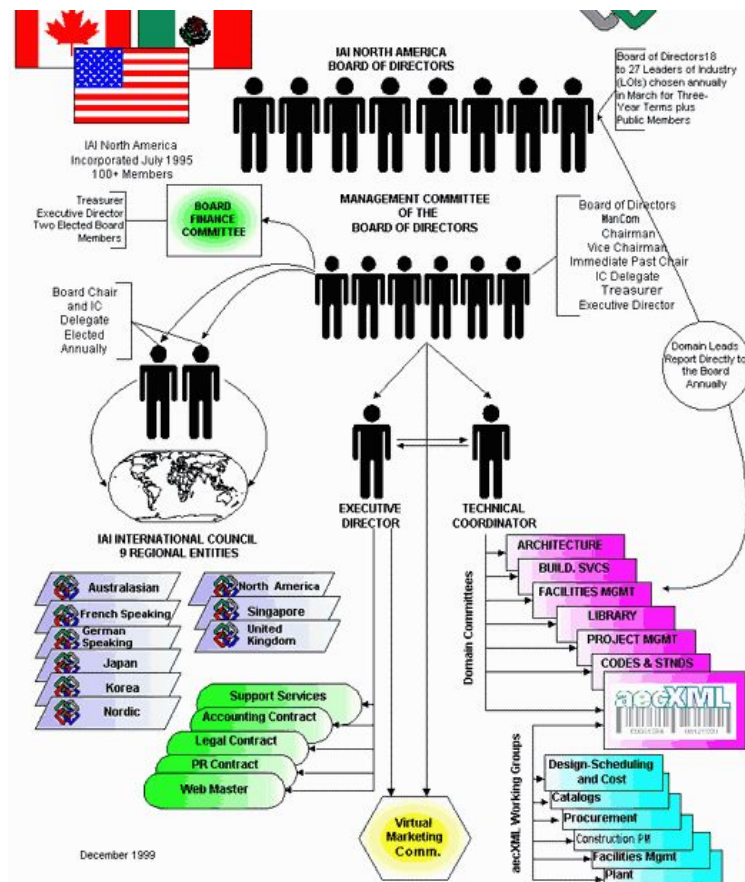 IAI NORTH AMERICA
BOARD OF DIRECTORS
Board of Directors18
to 27 Leaders of Industry
(LOIs) chosen annually
in March for Three-
Year Terms plus
Public Members
IAI North America
Incorporated July 1995
100+ Members
Treasurer
Executive Director
Two Elected Board
Members
BOARD
FINANCE
COMMITTEE
MANAGEMENT COMMITTEE
OF THE
BOARD OF DIRECTORS
Board of Directors
ManCom
Chairman
Vice Chairman
Immediate Past Chair
IC Delegate
Treasurer
Executive Director
Board Chair
and IC
Delegate
Elected
Annually
Domain Leads
Report Directly to
the Board
Annually
EXECUTIVE
DIRECTOR
TECHNICAL
COORDINATOR
IAI INTERNATIONAL COUNCIL
9 REGIONAL ENTITIES
Australasian
French Speaking
German
Speaking
Japan
Korea
Nordic
North America
Singapore
United
Kingdom
Domain Committees
ARCHITECTURE
BUILD. SVCS
FACILITIES MGMT
LIBRARY
PROJECT MGMT
CODES & STNDS
aecXML
Support Services
Accounting Contract
Legal Contract
PR Contract
Web Master
Virtual
Marketing
Comm.
aecXML Working Groups
Design-Scheduling
and Cost
Catalogs
Procurement
Construction PM
Facilities Mgmt
Plant
December 1999